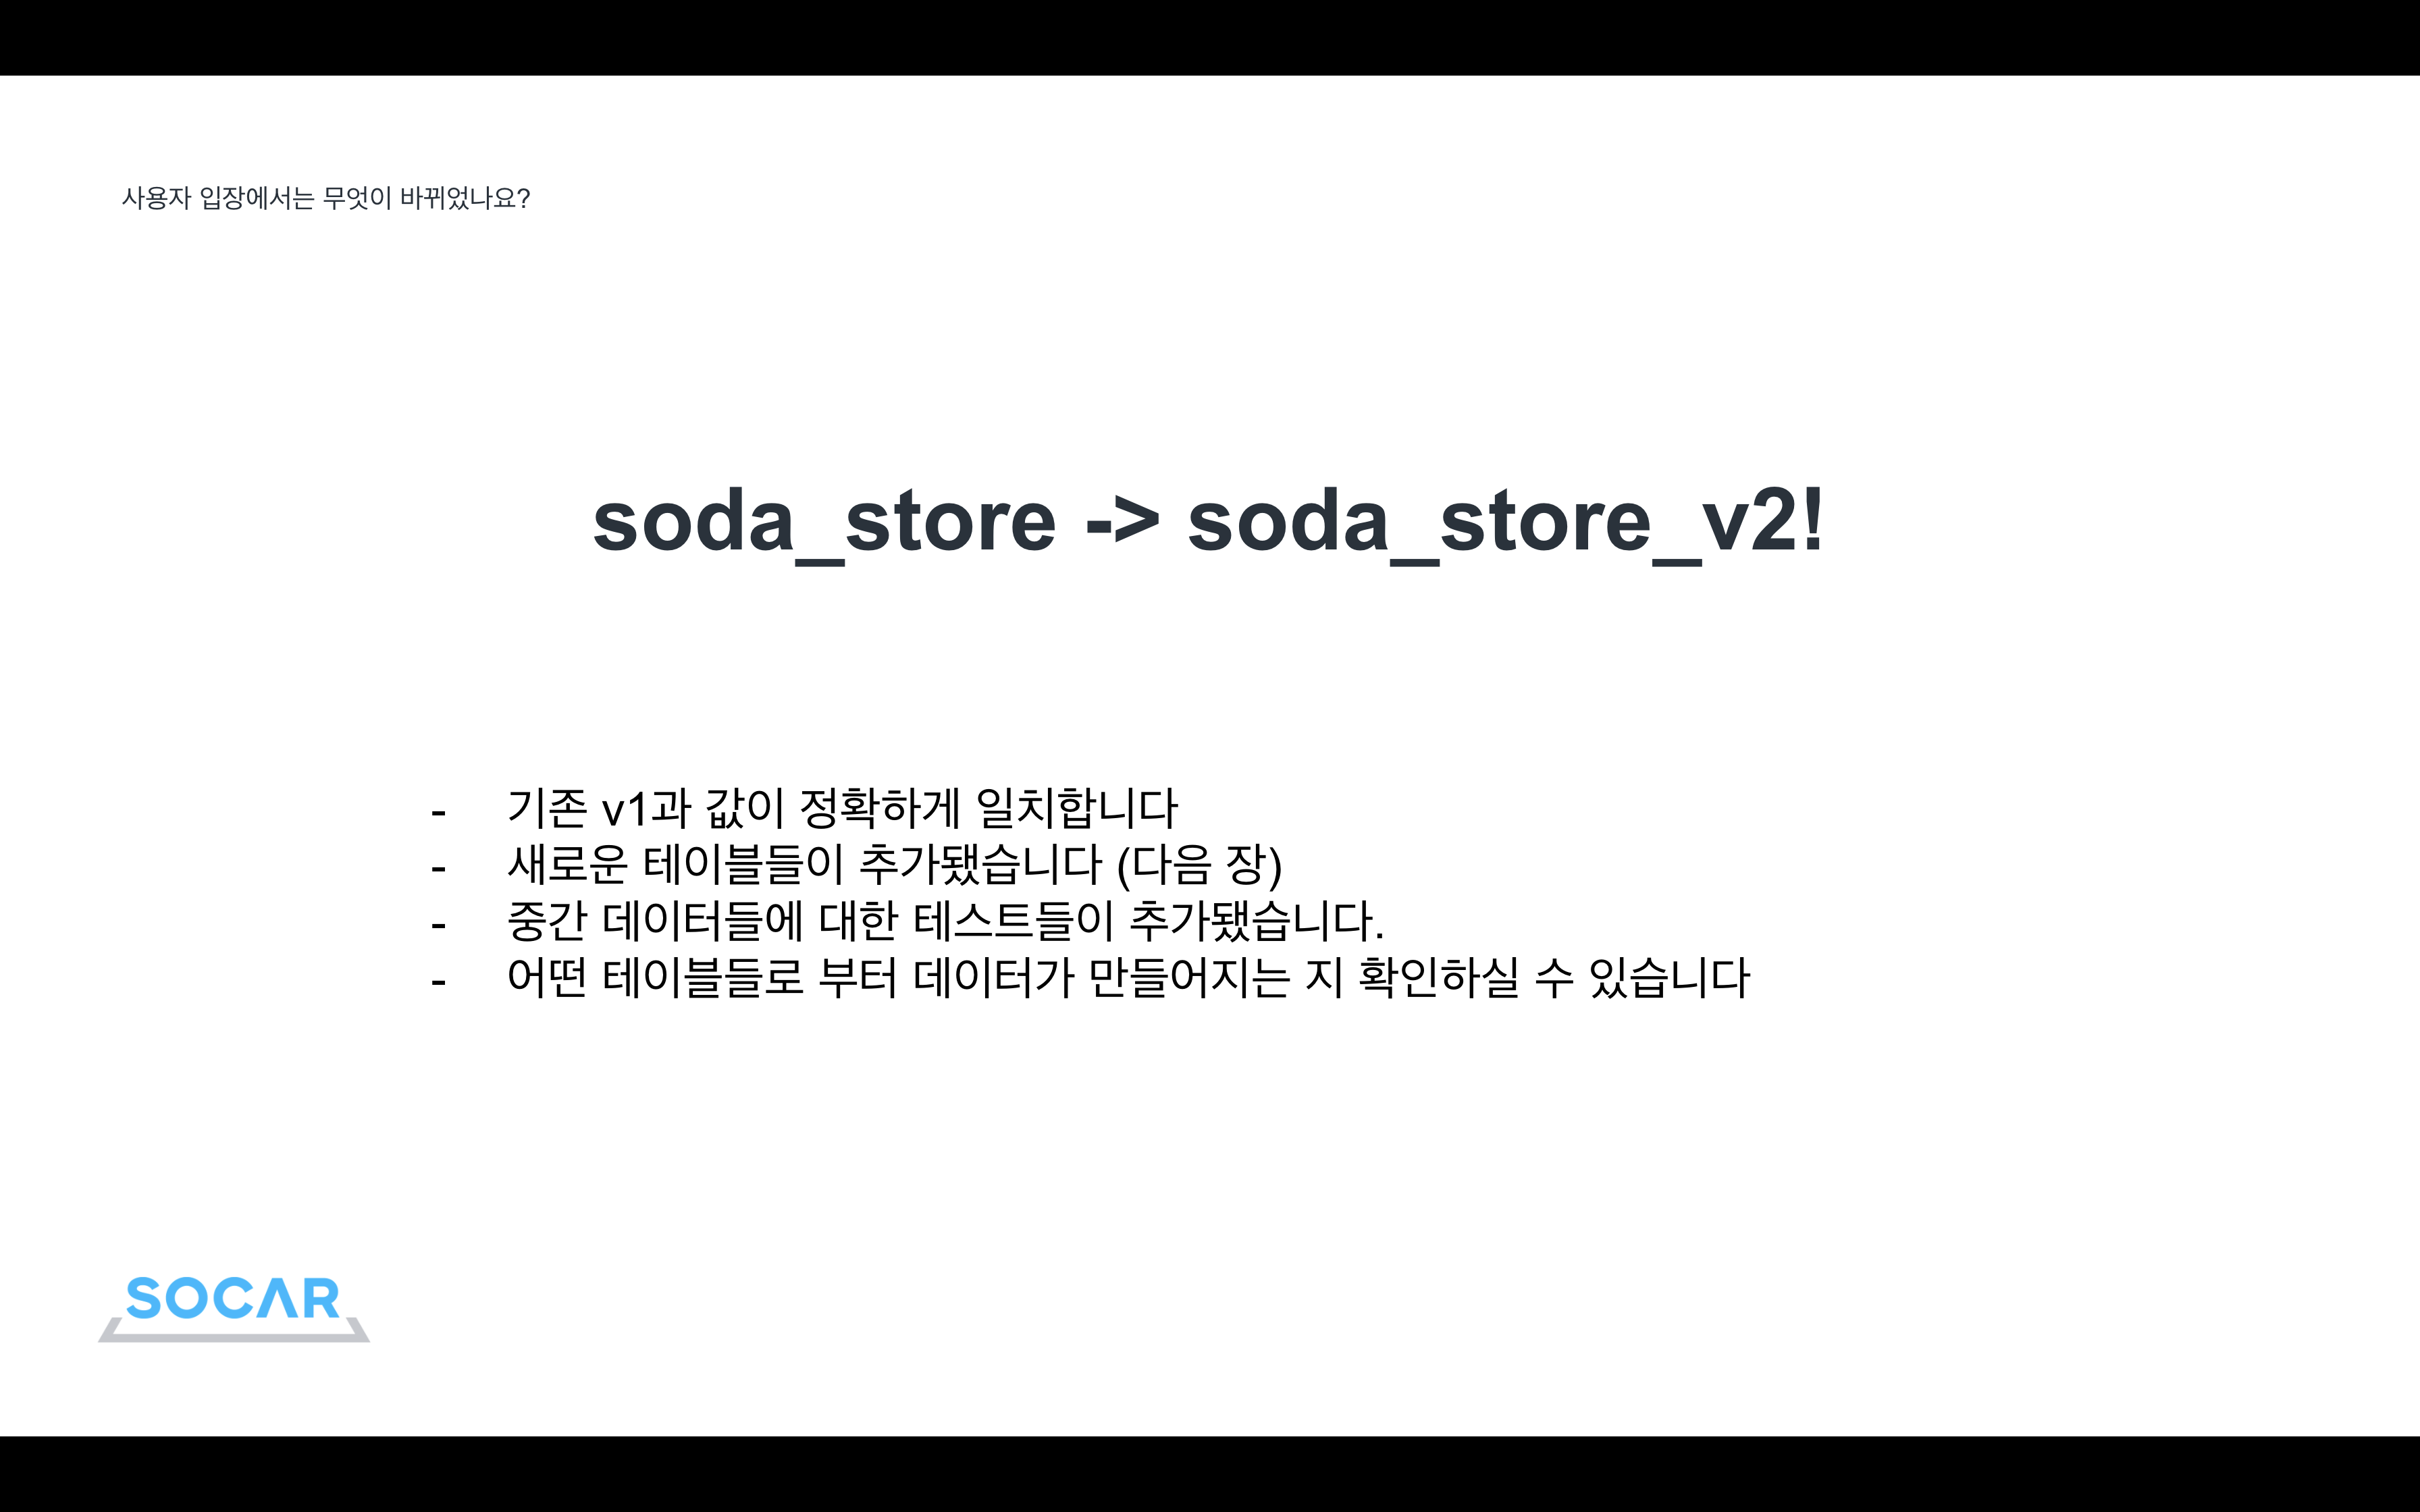 사용자 입장에서는 무엇이 바뀌었나요?
soda_store -> soda_store_v2!
- 기존 v1과 값이 정확하게 일치합니다
- 새로운 테이블들이 추가됐습니다 (다음 장)
- 중간 데이터들에 대한 테스트들이 추가됐습니다.
- 어떤 테이블들로 부터 데이터가 만들어지는 지 확인하실 수 있습니다
SOCAR